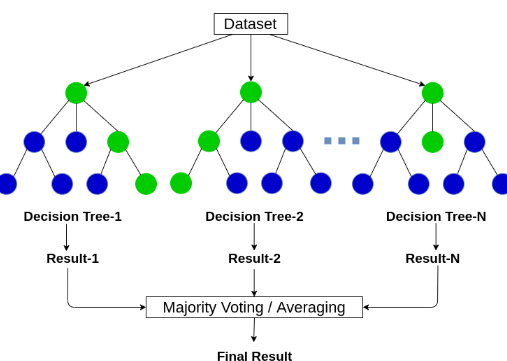 Dataset
Decision Tree-1
Decision Tree-2
Decision Tree-N
Result-1
Result-2
Result-N
Majority Voting / Averaging
Final Result